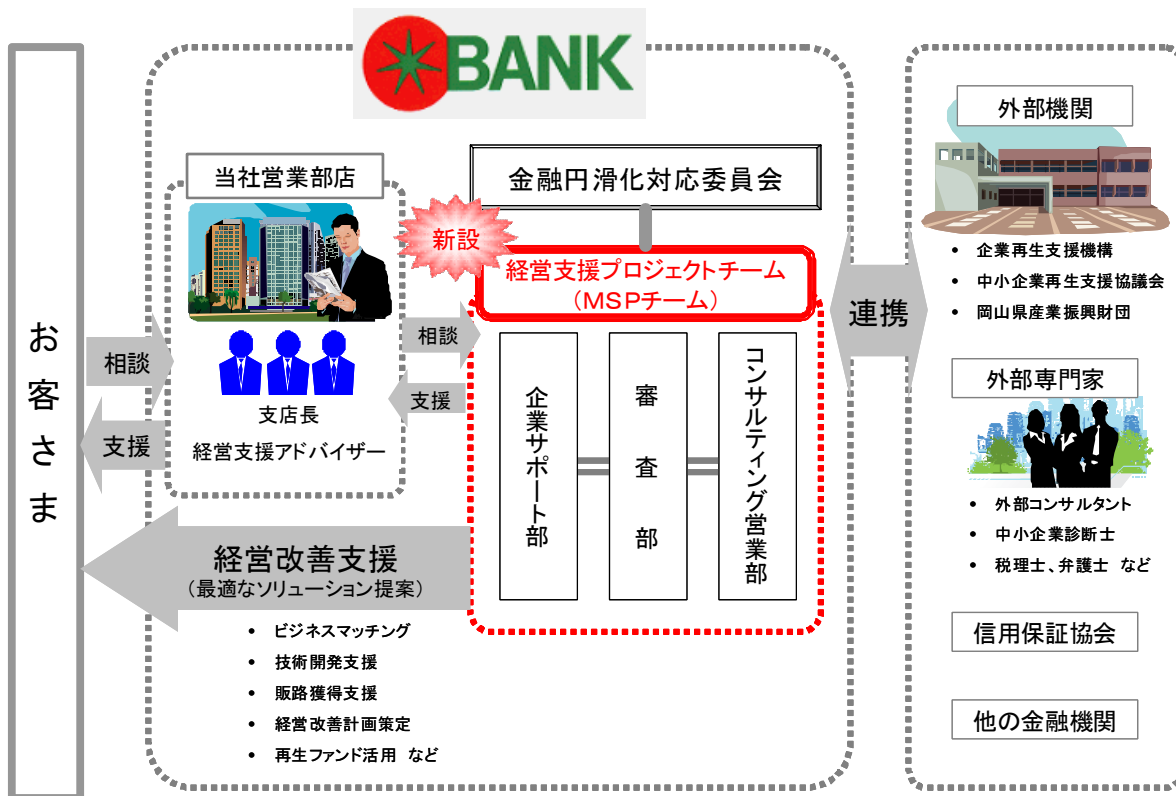 BANK
お客さま
相談
支援
当社営業部店
支店長
経営支援アドバイザー
新設
相談
支援
金融円滑化対応委員会
経営支援プロジェクトチーム
（MSPチーム）
企業サポート部
審査部
コンサルティング営業部
経営改善支援
（最適なソリューション提案）
• ビジネスマッチング
• 技術開発支援
• 販路獲得支援
• 経営改善計画策定
• 再生ファンド活用 など
連携
外部機関
• 企業再生支援機構
• 中小企業再生支援協議会
• 岡山県産業振興財団
外部専門家
• 外部コンサルタント
• 中小企業診断士
• 税理士、弁護士 など
信用保証協会
他の金融機関